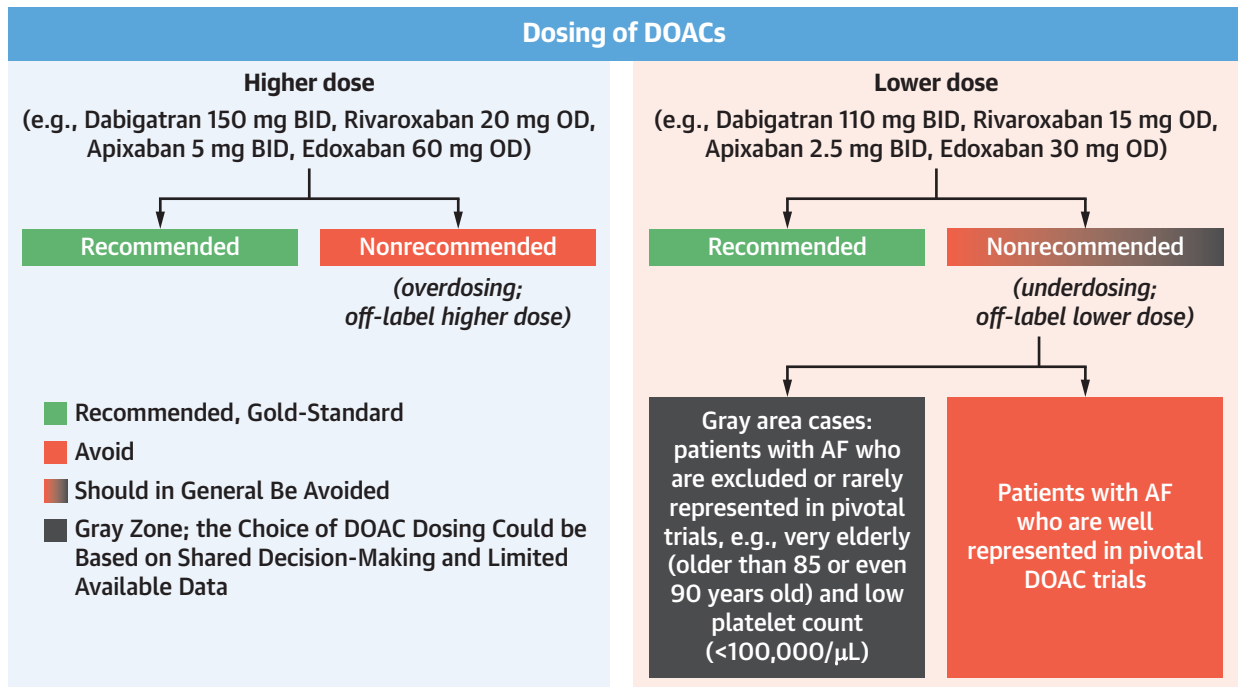 Dosing of DOACs
Higher dose
(e.g., Dabigatran 150 mg BID, Rivaroxaban 20 mg OD,
Apixaban 5 mg BID, Edoxaban 60 mg OD)
Recommended
Nonrecommended
(overdosing;
off-label higher dose)
Recommended, Gold-Standard
Avoid
Should in General Be Avoided
Gray Zone; the Choice of DOAC Dosing Could be
Based on Shared Decision-Making and Limited
Available Data
Lower dose
(e.g., Dabigatran 110 mg BID, Rivaroxaban 15 mg OD,
Apixaban 2.5 mg BID, Edoxaban 30 mg OD)
Recommended
Nonrecommended
(underdosing;
off-label lower dose)
Gray area cases:
patients with AF who
are excluded or rarely
represented in pivotal
trials, e.g., very elderly
(older than 85 or even
90 years old) and low
platelet count
(<100,000/μL)
Patients with AF
who are well
represented in pivotal
DOAC trials